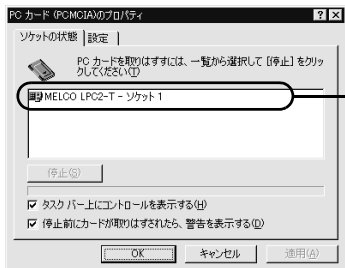 PC カード (PCMCIA)のプロパティ
ソケットの状態
設定
PC カードを取りはずすには、一覧から選択して [停止] をクリッ
クしてください(T)
MELCO LPC2-T - ソケット 1
停止(S)
タスク バー上にコントロールを表示する(H)
停止前にカードが取りはずされたら、警告を表示する(D)
OK
キャンセル
適用(A)